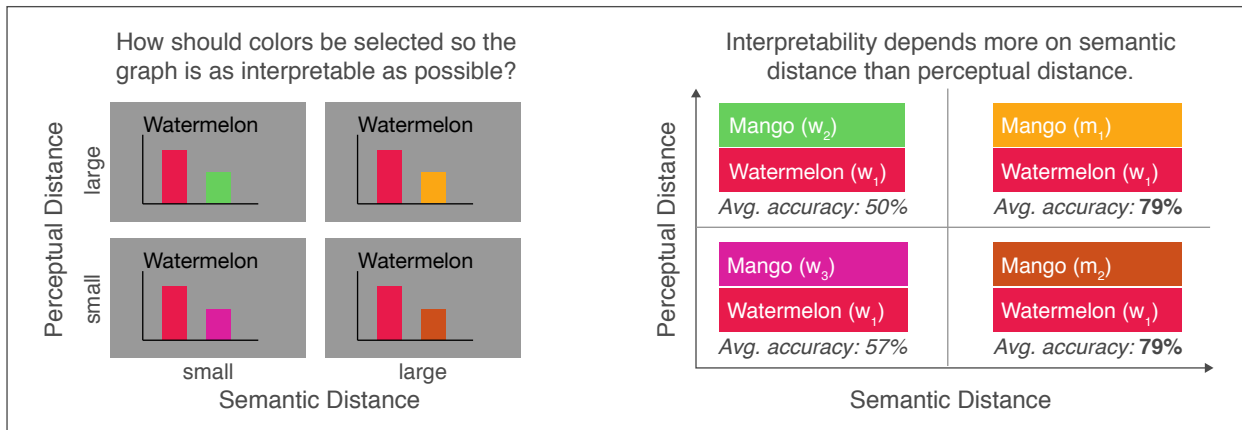 How should colors be selected so the
graph is as interpretable as possible?
Perceptual Distance
large
small
Watermelon
Watermelon
Watermelon
Watermelon
small
large
Semantic Distance
Interpretability depends more on semantic
distance than perceptual distance.
Perceptual Distance
Mango (w₂)
Watermelon (w₁)
Avg. accuracy: 50%
Mango (m₁)
Watermelon (w₁)
Avg. accuracy: 79%
Mango (w₃)
Watermelon (w₁)
Avg. accuracy: 57%
Mango (m₂)
Watermelon (w₁)
Avg. accuracy: 79%
Semantic Distance